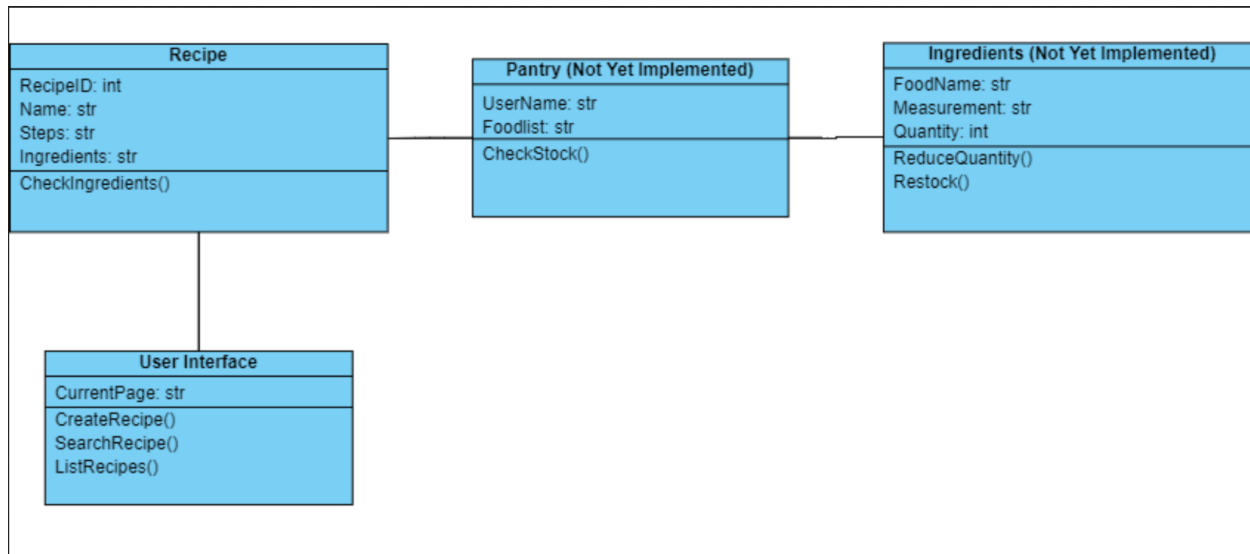 Recipe
RecipeID: int
Name: str
Steps: str
Ingredients: str
CheckIngredients()
Pantry (Not Yet Implemented)
UserName: str
Foodlist: str
CheckStock()
Ingredients (Not Yet Implemented)
FoodName: str
Measurement: str
Quantity: int
ReduceQuantity()
Restock()
User Interface
CurrentPage: str
CreateRecipe()
SearchRecipe()
ListRecipes()